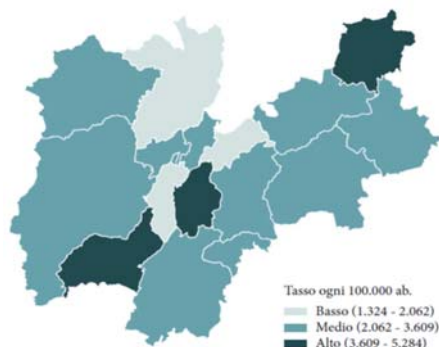 Tasso ogni 100.000 ab.
Basso (1.324 - 2.062)
Medio (2.062 - 3.609)
Alto (3.609 - 5.284)